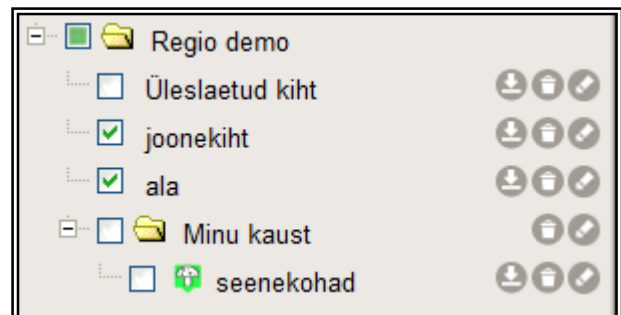 Regio demo
Üleslaetud kiht
joonekiht
ala
Minu kaust
seenekohad